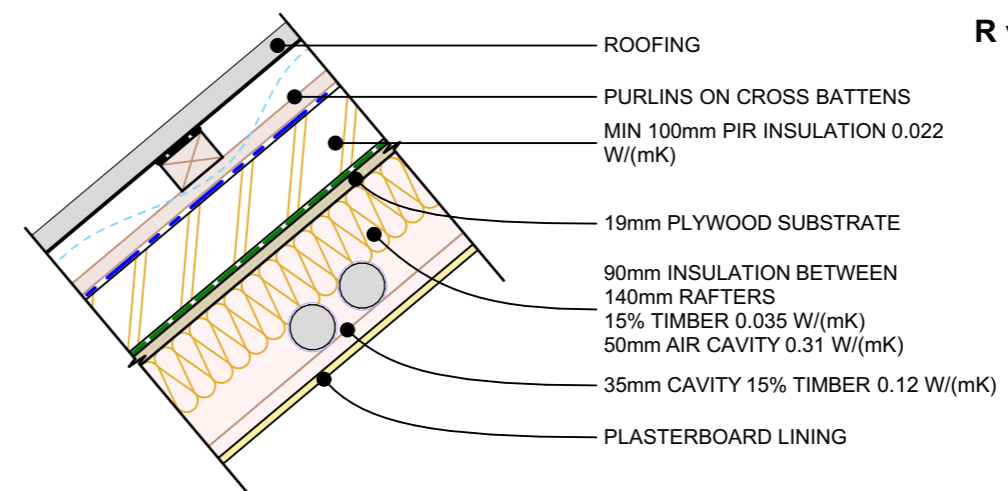 R
ROOFING
PURLINS ON CROSS BATTENS
MIN 100mm PIR INSULATION 0.022
W/(mK)
19mm PLYWOOD SUBSTRATE
90mm INSULATION BETWEEN
140mm RAFTERS
15% TIMBER 0.035 W/(mK)
50mm AIR CAVITY 0.31 W/(mK)
35mm CAVITY 15% TIMBER 0.12 W/(mK)
PLASTERBOARD LINING